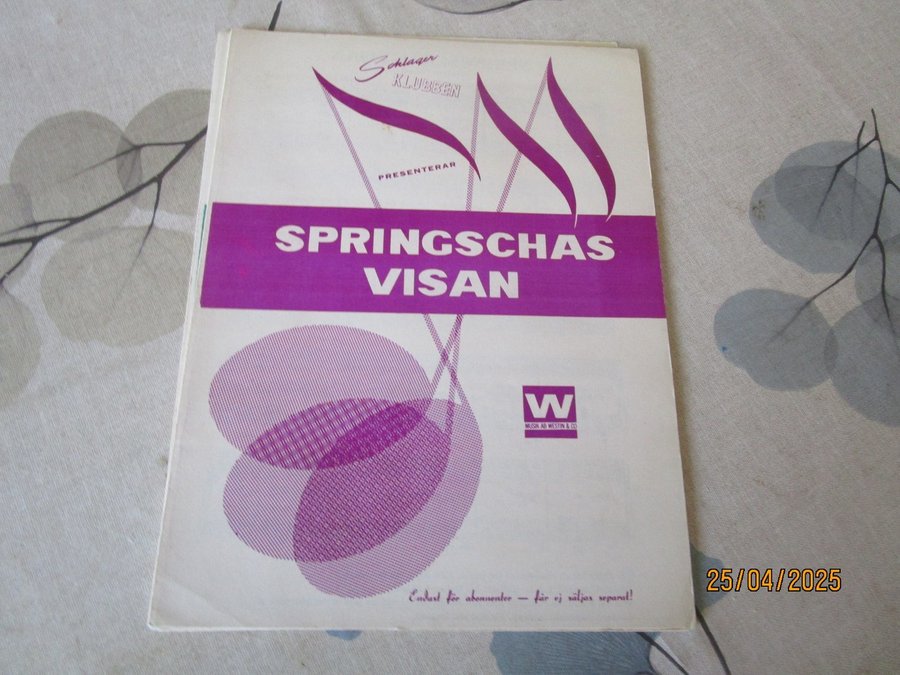 Schlager
KLUBBEN
PRESENTERAR
SPRINGSCHAS
VISAN
W
MUSIK AB WESTIN & CO
Endast för abonnenter — får ej säljas separat!
25/04/2025